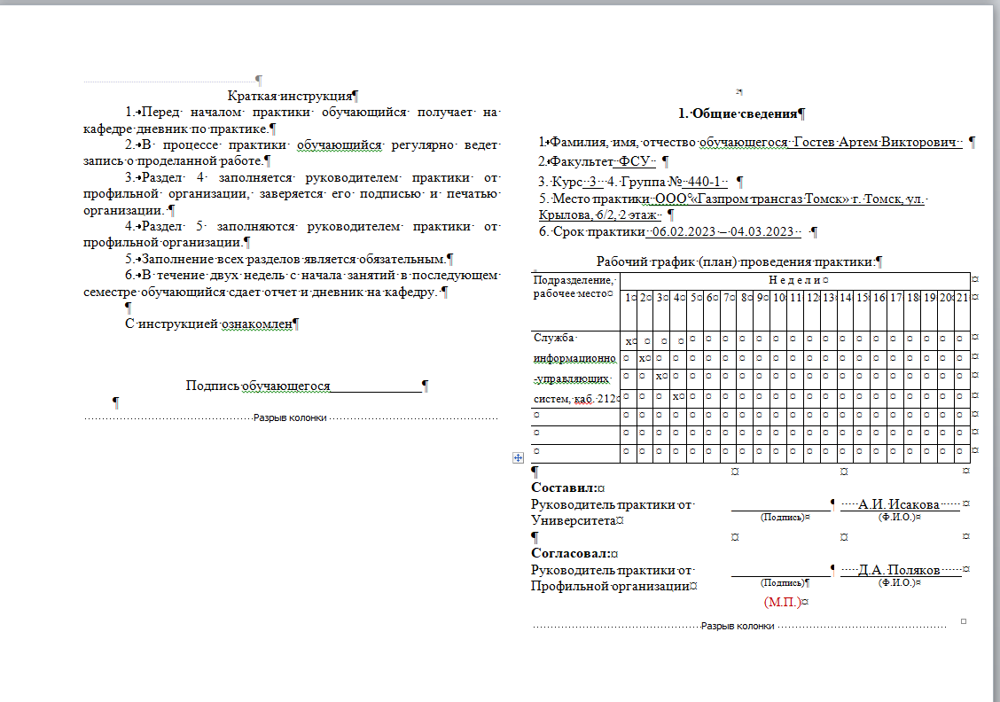 Краткая инструкция
1. Перед началом практики обучающийся получает на
кафедре дневник по практике.
2. В процессе практики обучающийся регулярно ведет
запись о проделанной работе.
3. Раздел 4 заполняется руководителем практики от
профильной организации, заверяется его подписью и печатью
организации.
4. Раздел 5 заполняются руководителем практики от
профильной организации.
5. Заполнение всех разделов является обязательным.
6. В течение двух недель с начала занятий в последующем
семестре обучающийся сдает отчет и дневник на кафедру.
С инструкцией ознакомлен
Подпись обучающегося_____________
Разрыв колонки
2
1. Общие сведения
1. Фамилия, имя, отчество обучающегося Гостев Артем Викторович
2. Факультет ФСУ
3. Курс 3 4. Группа № 440-1
5. Место практики ООО «Газпром трансгаз Томск» г. Томск, ул.
Крылова, 6/2, 2 этаж
6. Срок практики 06.02.2023 – 04.03.2023
Рабочий график (план) проведения практики:
Подразделение, рабочее место
Н е д е л и
1 2 3 4 5 6 7 8 9 10 11 12 13 14 15 16 17 18 19 20 21
Служба х
информационно х
-управляющих х
систем, каб. 212 х
Составил:
Руководитель практики от
Университета
А.И. Исакова
(Подпись) (Ф.И.О.)
Согласовал:
Руководитель практики от
Профильной организации
Д.А. Поляков
(Подпись) (Ф.И.О.)
(М.П.)
Разрыв колонки